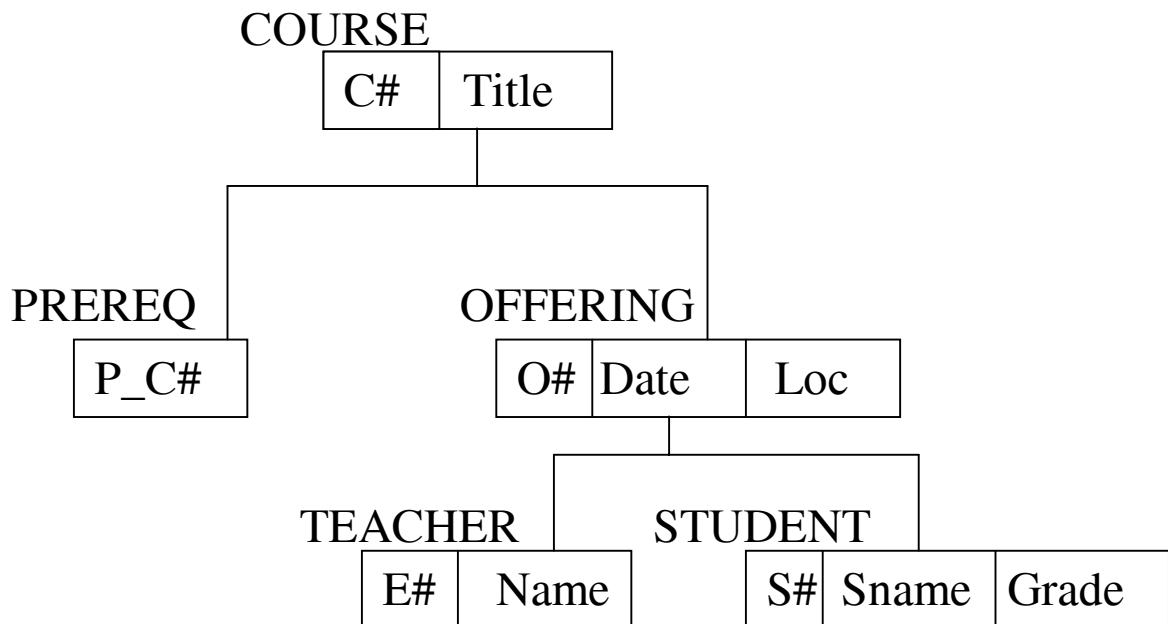 COURSE
C# Title
PREREQ OFFERING
P_C# O# Date Loc
TEACHER STUDENT
E# Name S# Sname Grade